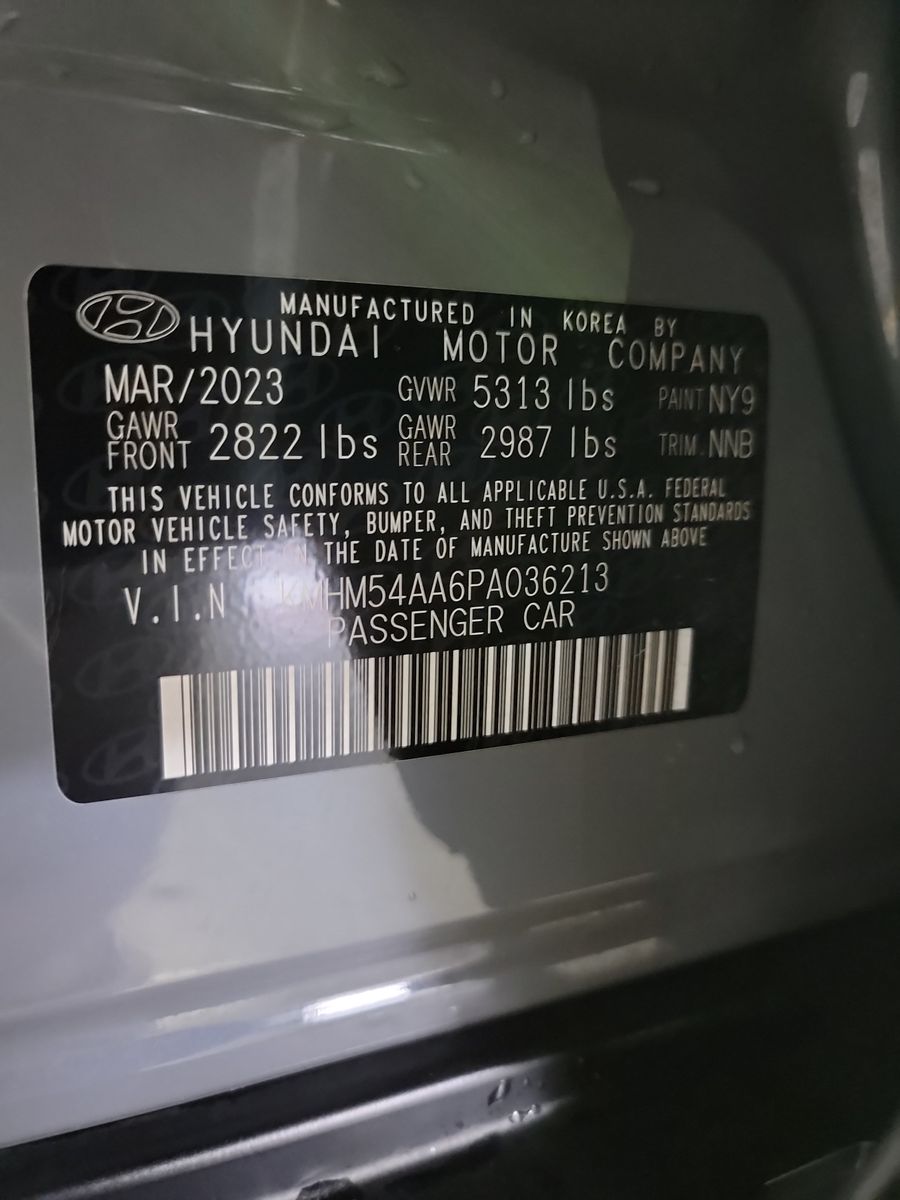 MANUFACTURED IN KOREA BY
HYUNDAI MOTOR COMPANY
MAR/2023 GVWR 5313 lbs PAINT NY9
GAWR FRONT 2822 lbs GAWR REAR 2987 lbs TRIM. NNB
THIS VEHICLE CONFORMS TO ALL APPLICABLE U.S.A. FEDERAL
MOTOR VEHICLE SAFETY, BUMPER, AND THEFT PREVENTION STANDARDS
IN EFFECT ON THE DATE OF MANUFACTURE SHOWN ABOVE
V.I.N KMHM54AA6PA036213
PASSENGER CAR